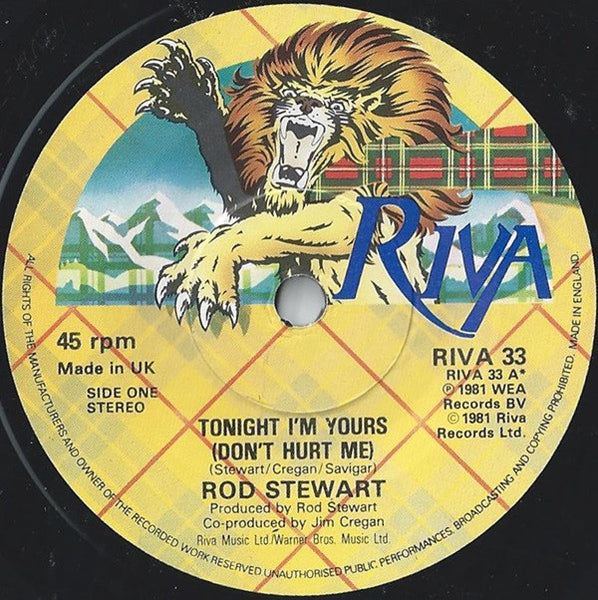 RIVA
45 rpm
Made in UK
SIDE ONE
STEREO
RIVA 33
RIVA 33 A*
℗ 1981 WEA
Records BV
© 1981 Riva
Records Ltd.
TONIGHT I'M YOURS
(DON'T HURT ME)
(Stewart/Cregan/Savigar)
ROD STEWART
Produced by Rod Stewart
Co-produced by Jim Cregan
Riva Music Ltd./Warner Bros. Music Ltd.
ALL RIGHTS OF THE MANUFACTURERS AND OWNER OF THE RECORDED WORK RESERVED. UNAUTHORISED PUBLIC PERFORMANCES, BROADCASTING AND COPYING PROHIBITED. MADE IN ENGLAND.